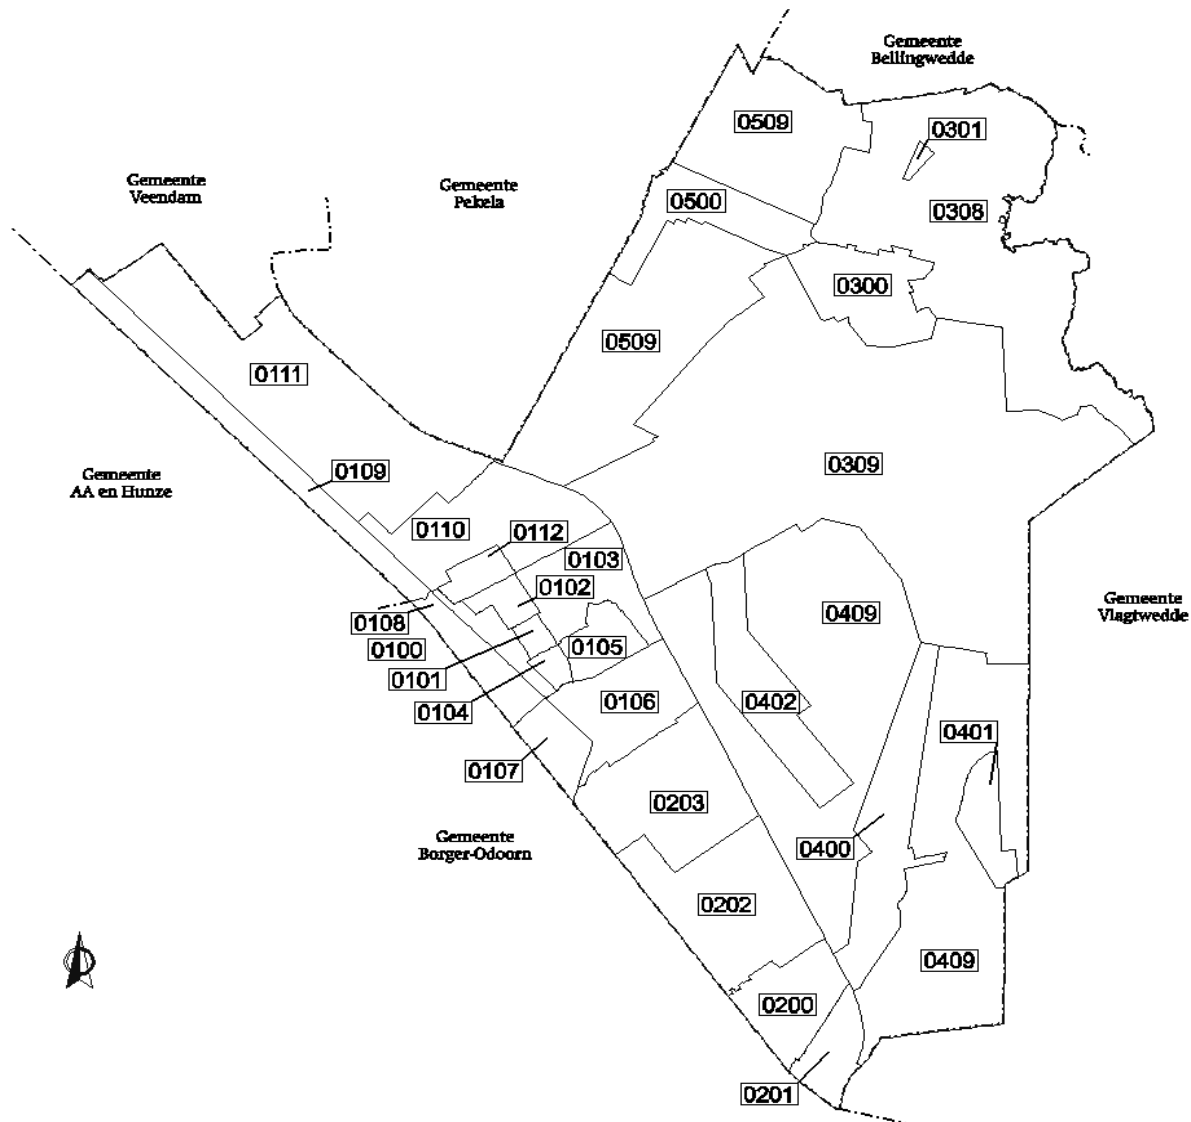 Gemeente
Bellingwedde
0509
0301
Gemeente
Veendam
Gemeente
Pekela
0500
0308
0300
0509
0111
0309
Gemeente
AA en Hunze
0109
0110
0112
0103
0102
Gemeente
Vlagtwedde
0409
0108
0100
0105
0101
0104
0106
0402
0401
0107
0203
Gemeente
Borger-Odoorn
0400
0202
0409
0200
0201